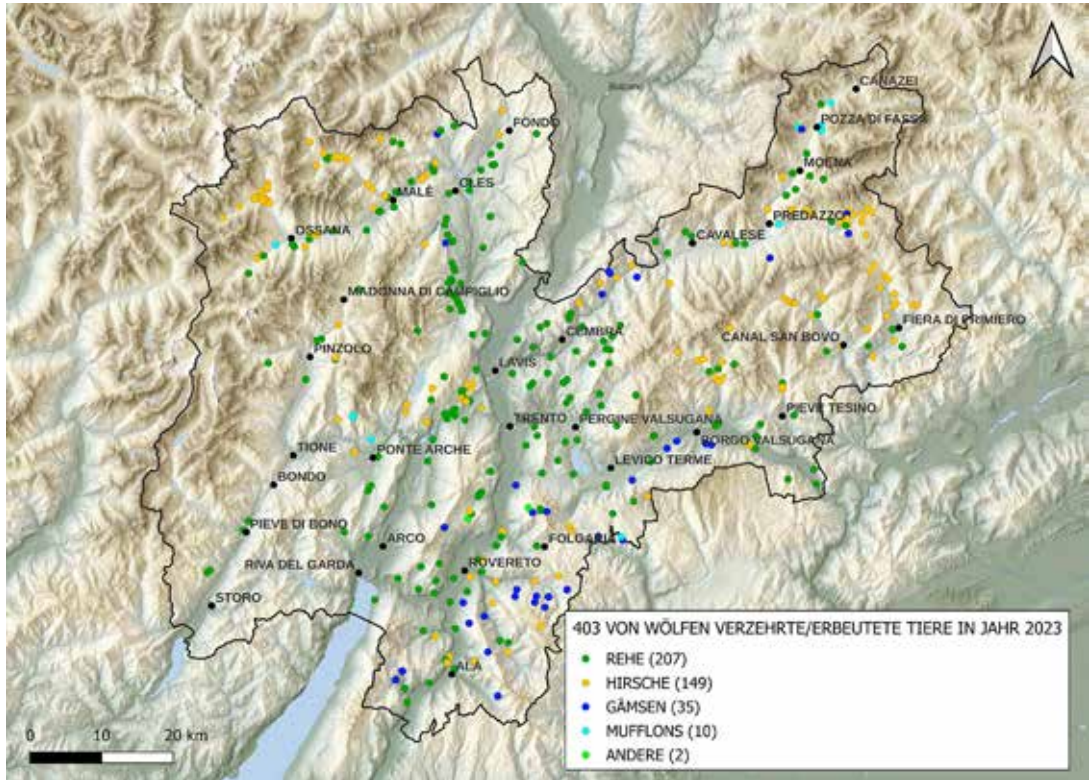 CANAZEI
POZZA DI FASSA
FONDO
MOENA
CLES
MALÈ
PREDAZZO
OSSANA
CAVALESE
MADONNA DI CAMPIGLIO
FIERA DI PRIMIERO
CEMBRA
CANAL SAN BOVO
PINZOLO
LAVIS
PIEVE TESINO
TRENTO
PERGINE VALSUGANA
BORGO VALSUGANA
TIONE
PONTE ARCHE
LEVICO TERME
BONDO
PIEVE DI BONO
ARCO
FOLGARIA
RIVA DEL GARDA
ROVERETO
STORO
ALA
403 VON WÖLFEN VERZEHRTE/ERBEUTETE TIERE IN JAHR 2023
REHE (207)
HIRSCHE (149)
GÄMSEN (35)
MUFFLONS (10)
ANDERE (2)
0 10 20 km